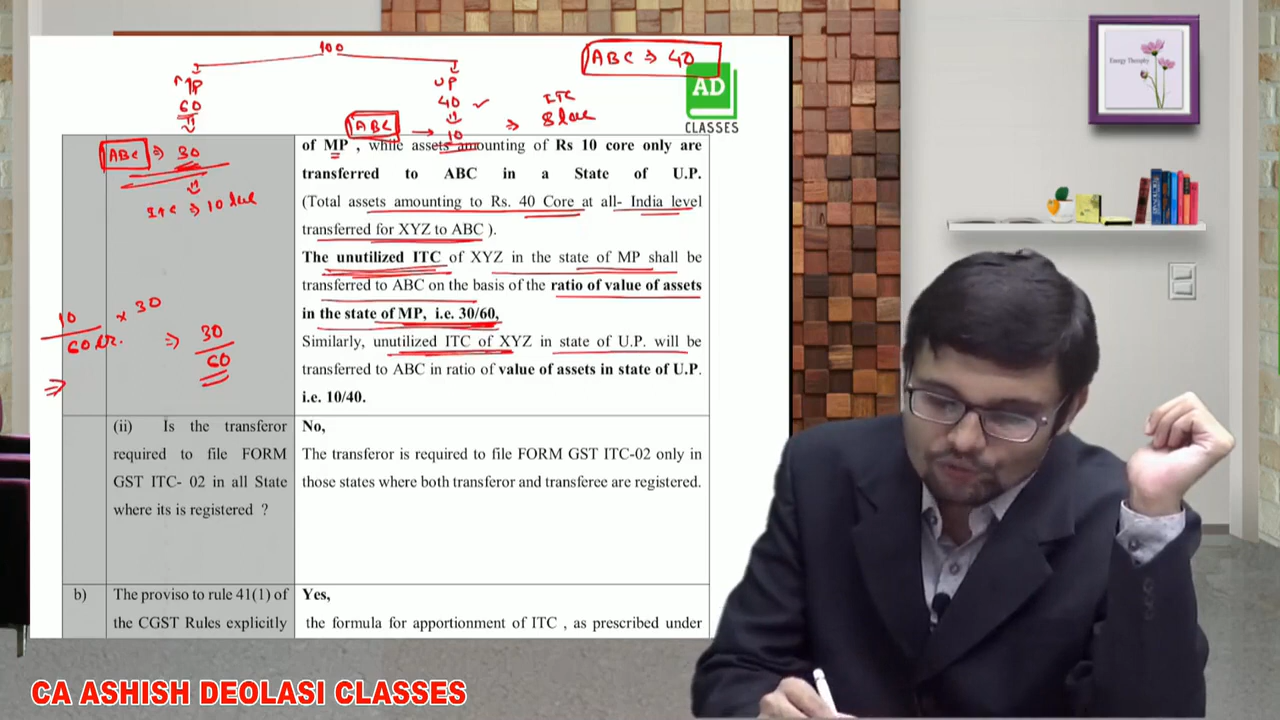 100
MP
60
UP
40
ABC ⇒ 40
ITC
8 lac
ABC → 10
AD
CLASSES
Energy Theraphy
ABC ⇒ 30
ITC ⇒ 10 lac
of MP , while assets amounting of Rs 10 core only are
transferred to ABC in a State of U.P.
(Total assets amounting to Rs. 40 Core at all- India level
transferred for XYZ to ABC ).
The unutilized ITC of XYZ in the state of MP shall be
transferred to ABC on the basis of the ratio of value of assets
in the state of MP, i.e. 30/60,
Similarly, unutilized ITC of XYZ in state of U.P. will be
transferred to ABC in ratio of value of assets in state of U.P.
i.e. 10/40.
10
60 cr.
× 30
⇒ 30
60
(ii) Is the transferor
required to file FORM
GST ITC- 02 in all State
where its is registered ?
No,
The transferor is required to file FORM GST ITC-02 only in
those states where both transferor and transferee are registered.
b) The proviso to rule 41(1) of
the CGST Rules explicitly
Yes,
the formula for apportionment of ITC , as prescribed under
CA ASHISH DEOLASI CLASSES